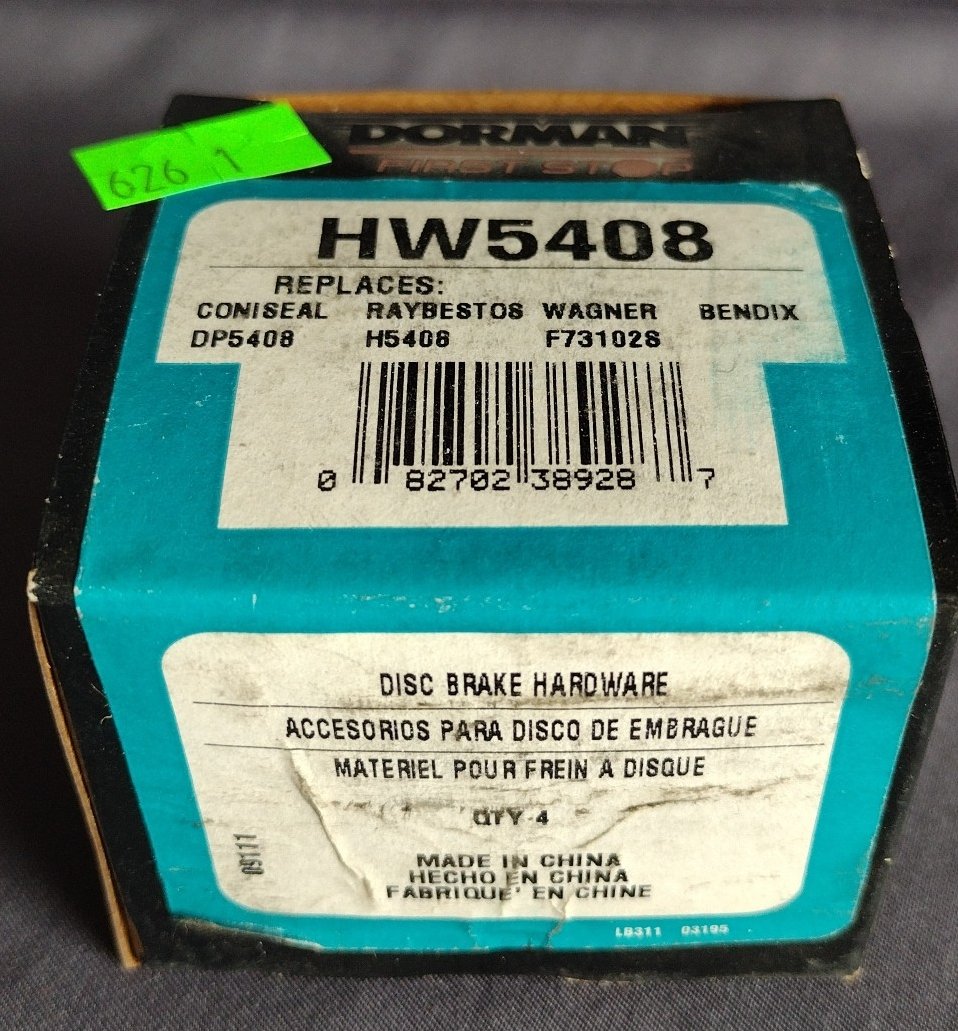 626 1
DORMAN
FIRST STOP
HW5408
REPLACES:
CONISEAL RAYBESTOS WAGNER BENDIX
DP5408 H5408 F73102S
0 82702 38928 7
DISC BRAKE HARDWARE
ACCESORIOS PARA DISCO DE EMBRAGUE
MATERIEL POUR FREIN A DISQUE
QTY 4
09111
MADE IN CHINA
HECHO EN CHINA
FABRIQUE' EN CHINE
LB311 03195